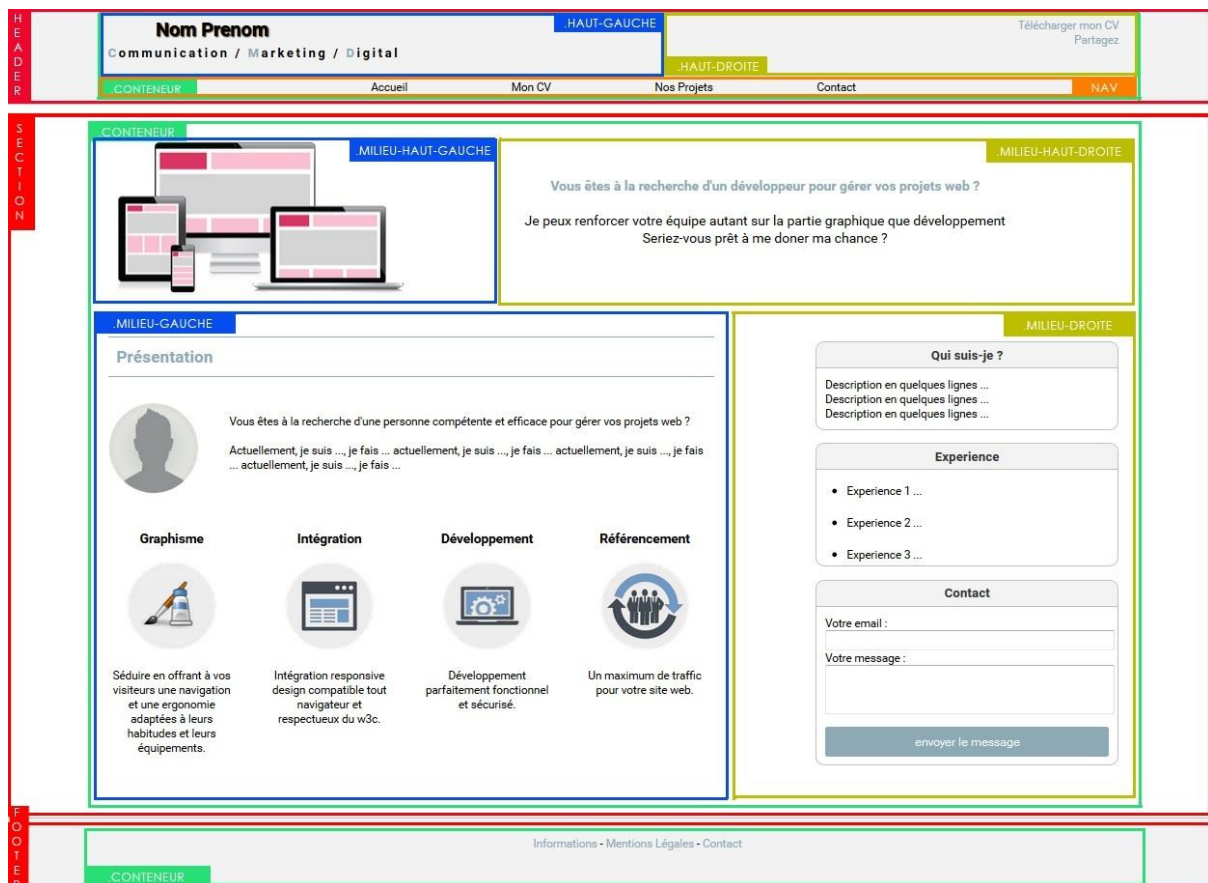 HEADER
Nom Prenom
.HAUT-GAUCHE
Télécharger mon CV
Partagez
Communication / Marketing / Digital
.HAUT-DROITE
.CONTENEUR
Accueil
Mon CV
Nos Projets
Contact
NAV
SECTION
.CONTENEUR
.MILIEU-HAUT-GAUCHE
.MILIEU-HAUT-DROITE
Vous êtes à la recherche d'un développeur pour gérer vos projets web ?
Je peux renforcer votre équipe autant sur la partie graphique que développement
Seriez-vous prêt à me doner ma chance ?
.MILIEU-GAUCHE
Présentation
Vous êtes à la recherche d'une personne compétente et efficace pour gérer vos projets web ?
Actuellement, je suis ..., je fais ... actuellement, je suis ..., je fais ... actuellement, je suis ..., je fais
... actuellement, je suis ..., je fais ...
Graphisme
Séduire en offrant à vos
visiteurs une navigation
et une ergonomie
adaptées à leurs
habitudes et leurs
équipements.
Intégration
Intégration responsive
design compatible tout
navigateur et
respectueux du w3c.
Développement
Développement
parfaitement fonctionnel
et sécurisé.
Référencement
Un maximum de traffic
pour votre site web.
.MILIEU-DROITE
Qui suis-je ?
Description en quelques lignes ...
Description en quelques lignes ...
Description en quelques lignes ...
Experience
• Experience 1 ...
• Experience 2 ...
• Experience 3 ...
Contact
Votre email :
Votre message :
envoyer le message
FOOTER
Informations - Mentions Légales - Contact
.CONTENEUR